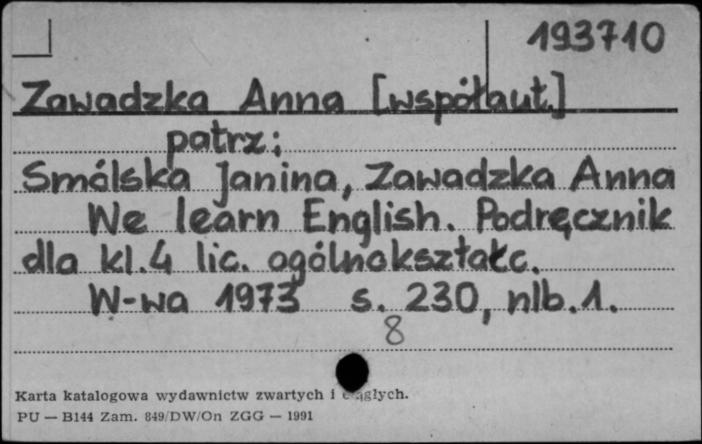 193710
Zawadzka Anna [współaut.]
patrz:
Smólska Janina, Zawadzka Anna
We learn English. Podręcznik
dla kl.4 lic. ogólnokształc.
W-wa 1973 s. 230, nlb.1.
8
Karta katalogowa wydawnictw zwartych i ciągłych.
PU — B144 Zam. 849/DW/On ZGG — 1991